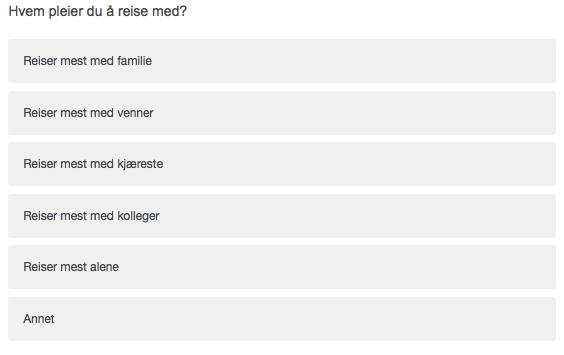 Hvem pleier du å reise med?
Reiser mest med familie
Reiser mest med venner
Reiser mest med kjæreste
Reiser mest med kolleger
Reiser mest alene
Annet